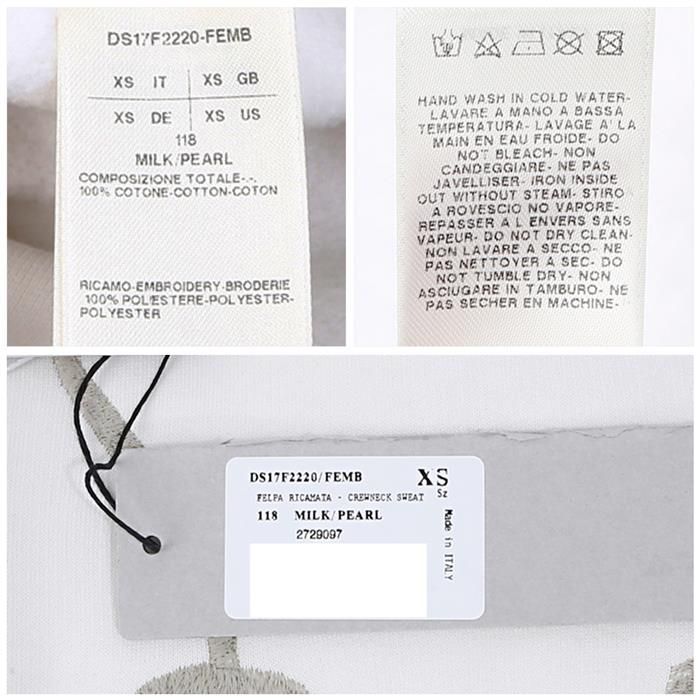 DS17F2220-FEMB
XS IT XS GB
XS DE XS US
118
MILK/PEARL
COMPOSIZIONE TOTALE-.-.
100% COTONE-COTTON-COTON
RICAMO-EMBROIDERY-BRODERIE
100% POLIESTERE-POLYESTER-
POLYESTER
HAND WASH IN COLD WATER-
LAVARE A MANO A BASSA
TEMPERATURA- LAVAGE A'LA
MAIN EN EAU FROIDE- DO
NOT BLEACH- NON
CANDEGGIARE- NE PAS
JAVELLISER- IRON INSIDE
OUT WITHOUT STEAM- STIRO
A ROVESCIO NO VAPORE-
REPASSER A L ENVERS SANS
VAPEUR- DO NOT DRY CLEAN-
NON LAVARE A SECCO- NE
PAS NETTOYER A SEC- DO
NOT TUMBLE DRY- NON
ASCIUGARE IN TAMBURO- NE
PAS SECHER EN MACHINE-
DS17F2220/FEMB XS
Sz
FELPA RICAMATA - CREWNECK SWEAT
118 MILK/PEARL
2729097
Made in ITALY